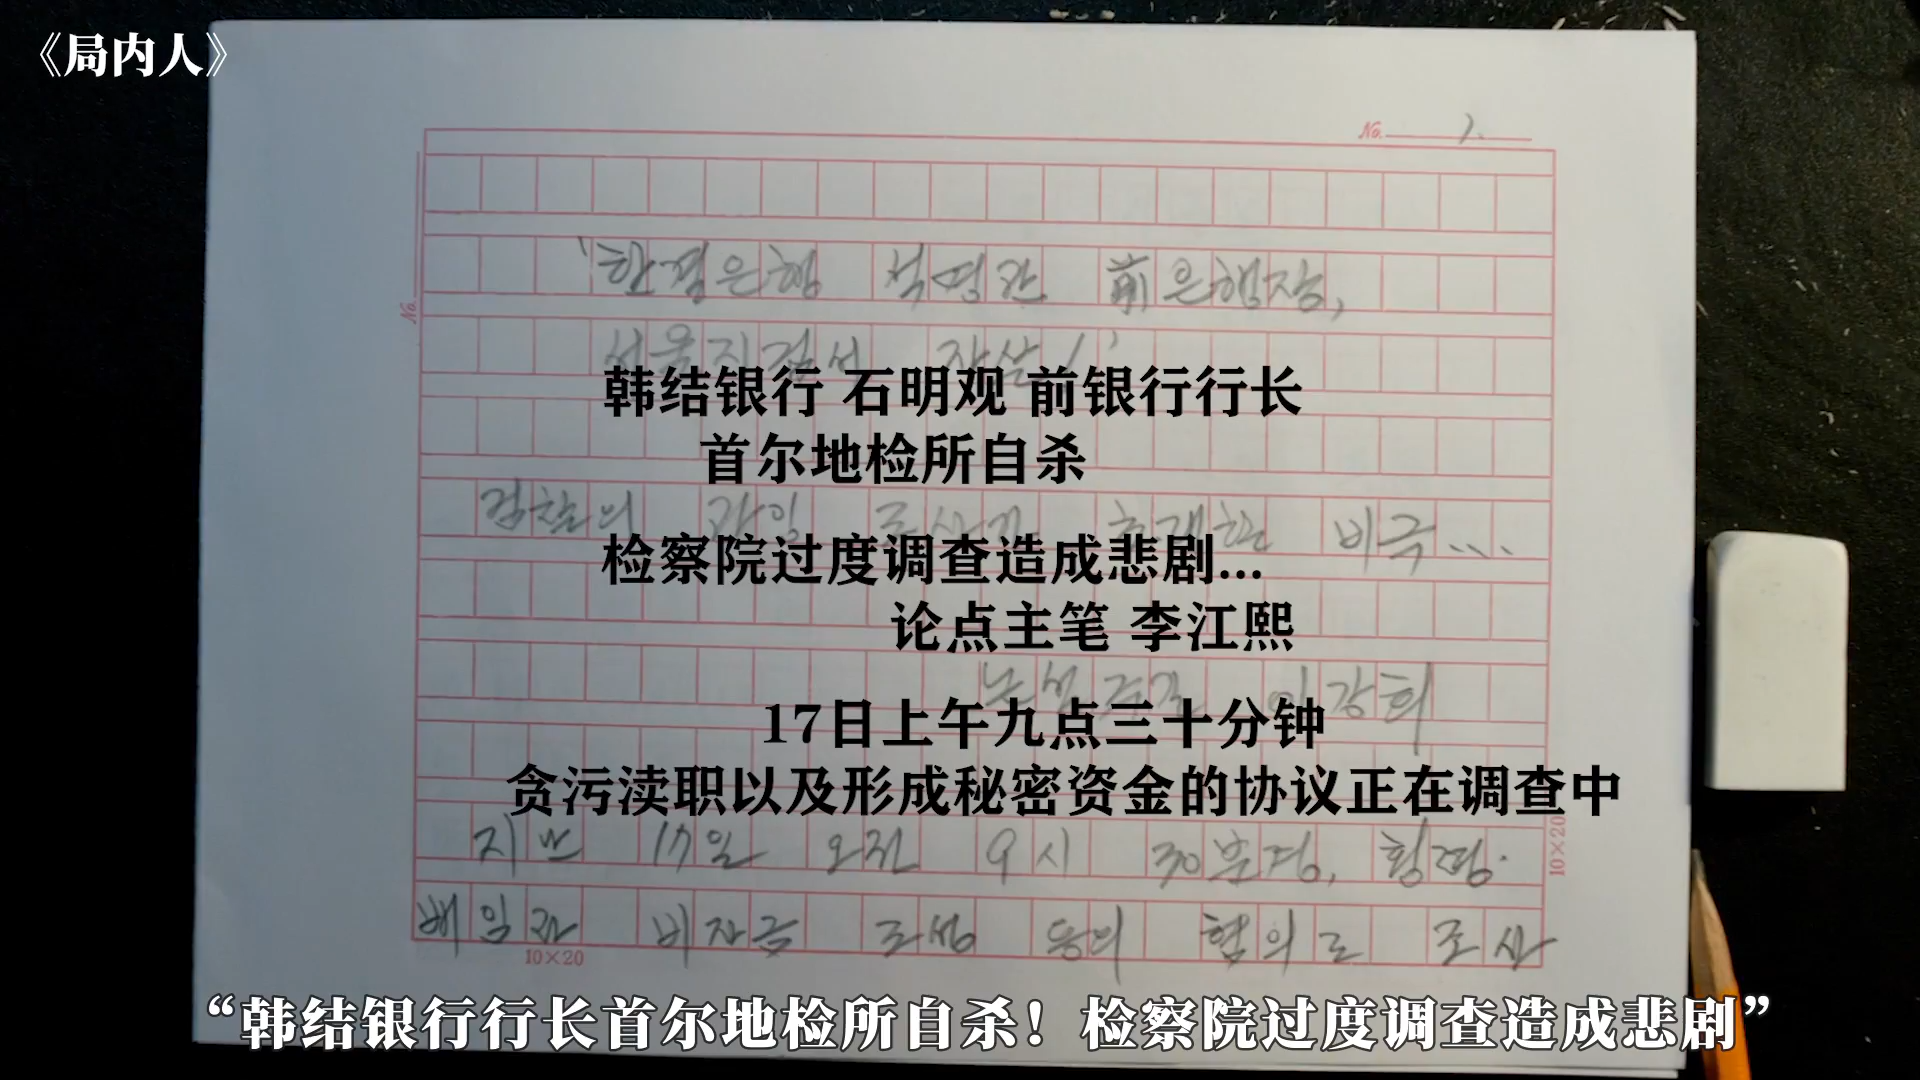 《局内人》
No. 1.
'한결은행 석명관 前은행장,
No.
서울지검서 자살!'
韩结银行 石明观 前银行行长
首尔地检所自杀
검찰의 과잉 조사가 초래한 비극...
检察院过度调查造成悲剧...
论点主笔 李江熙
논설주간 이강희
17日上午九点三十分钟
贪污渎职以及形成秘密资金的协议正在调查中
지난 17일 오전 9시 30분경, 횡령·
10×20
배임과 비자금 조성 등의 혐의로 조사
10×20
“韩结银行行长首尔地检所自杀！检察院过度调查造成悲剧”